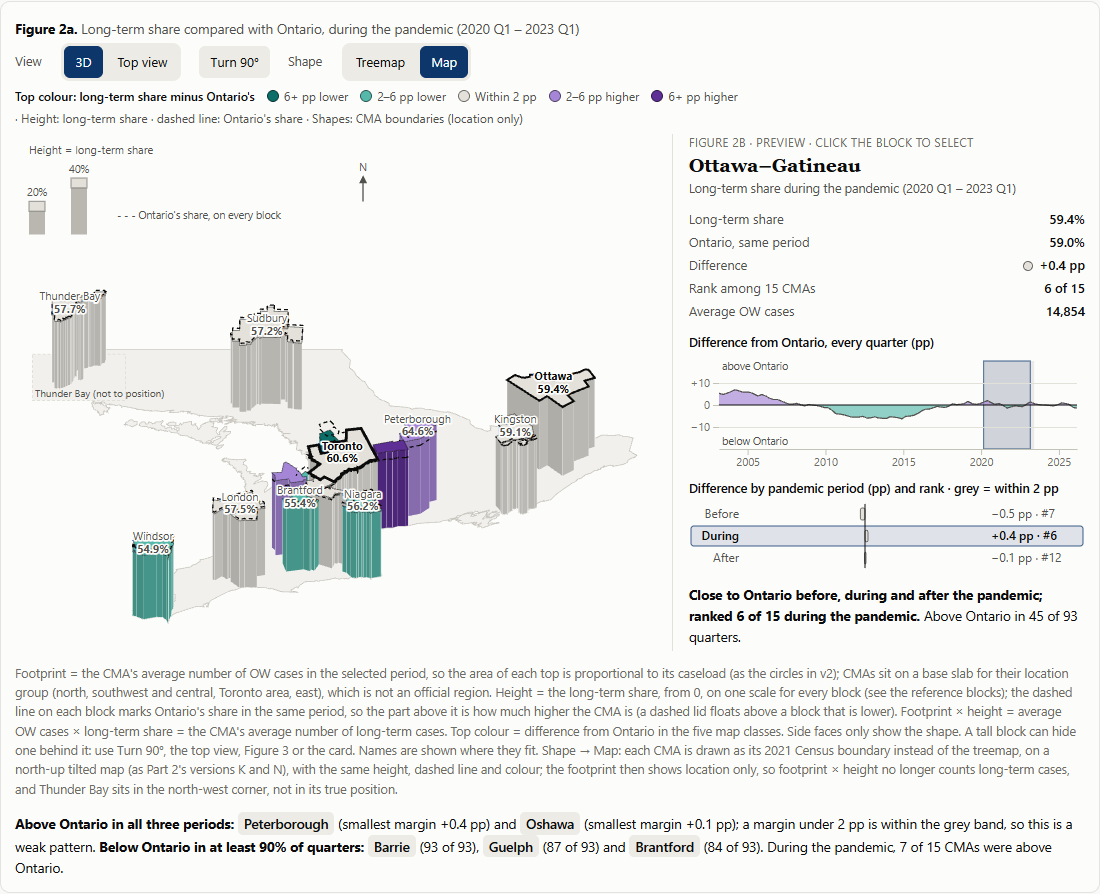 Figure 2a. Long-term share compared with Ontario, during the pandemic (2020 Q1 – 2023 Q1)
View 3D Top view Turn 90° Shape Treemap Map
Top colour: long-term share minus Ontario's 6+ pp lower 2–6 pp lower Within 2 pp 2–6 pp higher 6+ pp higher
· Height: long-term share · dashed line: Ontario's share · Shapes: CMA boundaries (location only)
Height = long-term share
20%
40%
- - - Ontario's share, on every block
N
Thunder Bay
57.7%
Thunder Bay (not to position)
Sudbury
57.2%
Ottawa
59.4%
Kingston
59.1%
Peterborough
64.6%
Toronto
60.6%
Brantford
55.4%
Niagara
56.2%
London
57.5%
Windsor
54.9%
FIGURE 2B · PREVIEW · CLICK THE BLOCK TO SELECT
Ottawa–Gatineau
Long-term share during the pandemic (2020 Q1 – 2023 Q1)
Long-term share 59.4%
Ontario, same period 59.0%
Difference +0.4 pp
Rank among 15 CMAs 6 of 15
Average OW cases 14,854
Difference from Ontario, every quarter (pp)
above Ontario
+10
0
−10
below Ontario
2005 2010 2015 2020 2025
Difference by pandemic period (pp) and rank · grey = within 2 pp
Before −0.5 pp · #7
During +0.4 pp · #6
After −0.1 pp · #12
Close to Ontario before, during and after the pandemic;
ranked 6 of 15 during the pandemic. Above Ontario in 45 of 93
quarters.
Footprint = the CMA's average number of OW cases in the selected period, so the area of each top is proportional to its caseload (as the circles in v2); CMAs sit on a base slab for their location
group (north, southwest and central, Toronto area, east), which is not an official region. Height = the long-term share, from 0, on one scale for every block (see the reference blocks); the dashed
line on each block marks Ontario's share in the same period, so the part above it is how much higher the CMA is (a dashed lid floats above a block that is lower). Footprint × height = average
OW cases × long-term share = the CMA's average number of long-term cases. Top colour = difference from Ontario in the five map classes. Side faces only show the shape. A tall block can hide
one behind it: use Turn 90°, the top view, Figure 3 or the card. Names are shown where they fit. Shape → Map: each CMA is drawn as its 2021 Census boundary instead of the treemap, on a
north-up tilted map (as Part 2's versions K and N), with the same height, dashed line and colour; the footprint then shows location only, so footprint × height no longer counts long-term cases,
and Thunder Bay sits in the north-west corner, not in its true position.
Above Ontario in all three periods: Peterborough (smallest margin +0.4 pp) and Oshawa (smallest margin +0.1 pp); a margin under 2 pp is within the grey band, so this is a
weak pattern. Below Ontario in at least 90% of quarters: Barrie (93 of 93), Guelph (87 of 93) and Brantford (84 of 93). During the pandemic, 7 of 15 CMAs were above
Ontario.